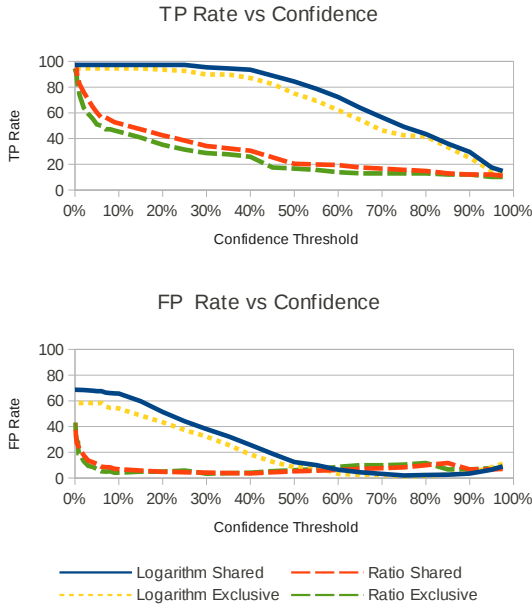 TP Rate vs Confidence
100
80
60
40
20
0
TP Rate
0% 10% 20% 30% 40% 50% 60% 70% 80% 90% 100%
Confidence Threshold
FP Rate vs Confidence
100
80
60
40
20
0
FP Rate
0% 10% 20% 30% 40% 50% 60% 70% 80% 90% 100%
Confidence Threshold
Logarithm Shared Ratio Shared
Logarithm Exclusive Ratio Exclusive